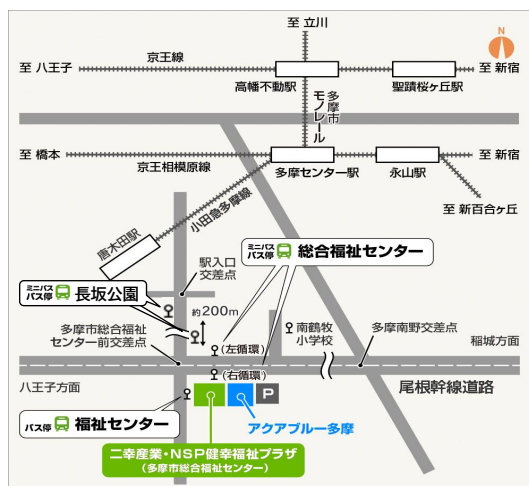 至 立川
N
京王線
至 八王子
至 新宿
高幡不動駅
聖蹟桜ヶ丘駅
多摩市
モノレール
至 橋本
至 新宿
京王相模原線
多摩センター駅
永山駅
小田急多摩線
至 新百合ヶ丘
唐木田駅
ミニバス
バス停 総合福祉センター
駅入口
交差点
ミニバス
バス停 長坂公園
約200m
南鶴牧
小学校
多摩市総合福祉
センター前交差点
多摩南野交差点
(左循環)
稲城方面
(右循環)
八王子方面
尾根幹線道路
P
バス停 福祉センター
アクアブルー多摩
二幸産業・NSP健幸福祉プラザ
(多摩市総合福祉センター)